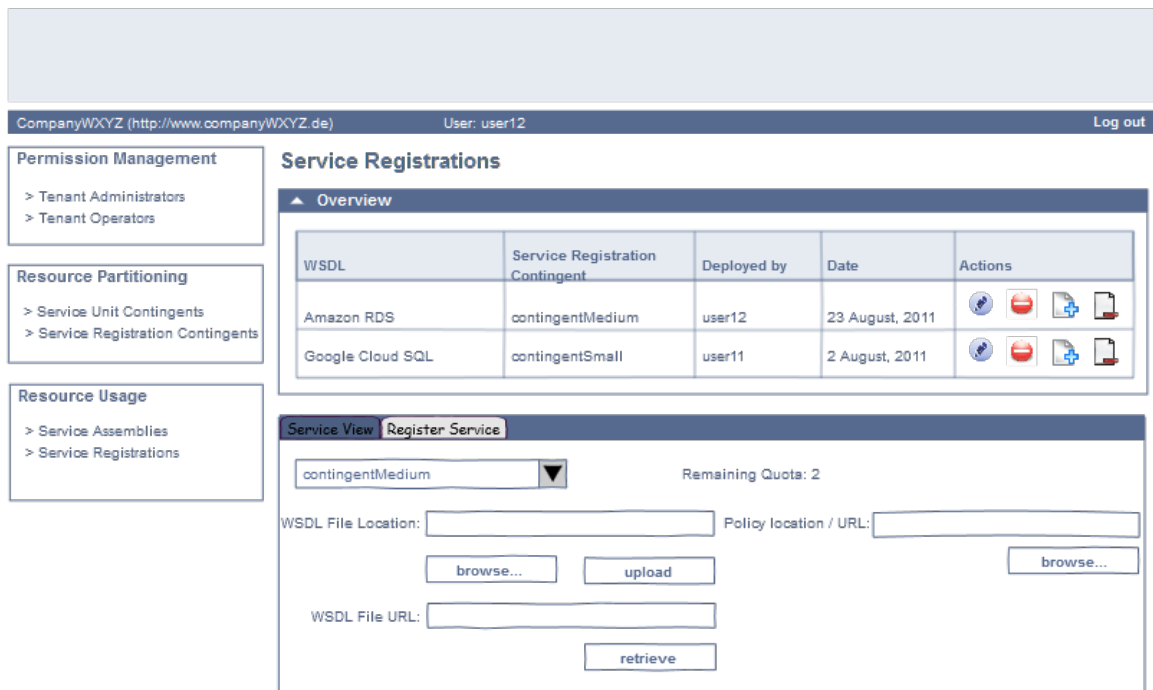 CompanyWXYZ (http://www.companyWXYZ.de) User: user12 Log out
Permission Management
> Tenant Administrators
> Tenant Operators
Resource Partitioning
> Service Unit Contingents
> Service Registration Contingents
Resource Usage
> Service Assemblies
> Service Registrations
Service Registrations
Overview
WSDL Service Registration Contingent Deployed by Date Actions
Amazon RDS contingentMedium user12 23 August, 2011
Google Cloud SQL contingentSmall user11 2 August, 2011
Service View Register Service
contingentMedium Remaining Quota: 2
WSDL File Location: Policy location / URL:
browse... upload browse...
WSDL File URL:
retrieve